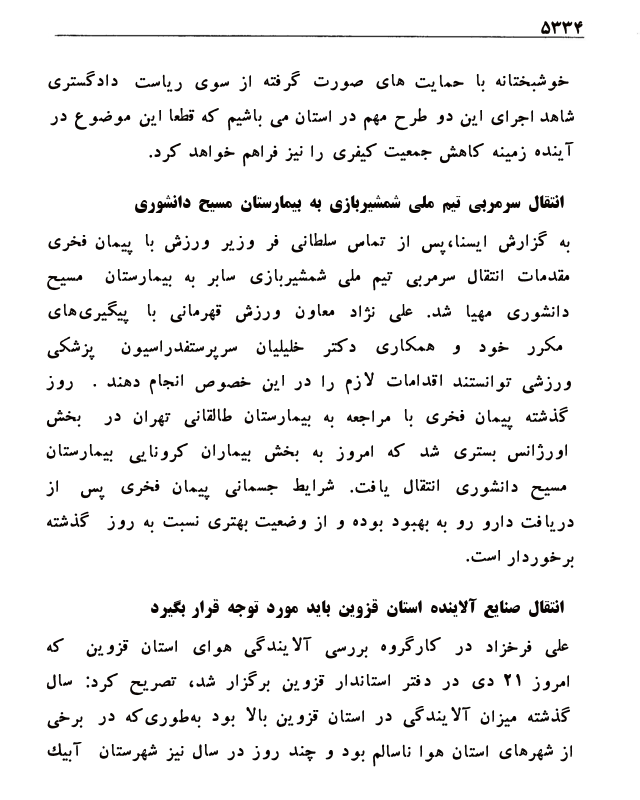 ۵۳۳۴
خوشبختانه با حمایت های صورت گرفته از سوی ریاست دادگستری
شاهد اجرای این دو طرح مهم در استان می باشیم که قطعا این موضوع در
آینده زمینه کاهش جمعیت کیفری را نیز فراهم خواهد کرد.
انتقال سرمربی تیم ملی شمشیربازی به بیمارستان مسیح دانشوری
به گزارش ایسنا،پس از تماس سلطانی فر وزیر ورزش با پیمان فخری
مقدمات انتقال سرمربی تیم ملی شمشیربازی سابر به بیمارستان مسیح
دانشوری مهیا شد. علی نژاد معاون ورزش قهرمانی با پیگیری‌های
مکرر خود و همکاری دکتر خلیلیان سرپرستفدراسیون پزشکی
ورزشی توانستند اقدامات لازم را در این خصوص انجام دهند . روز
گذشته پیمان فخری با مراجعه به بیمارستان طالقانی تهران در بخش
اورژانس بستری شد که امروز به بخش بیماران کرونایی بیمارستان
مسیح دانشوری انتقال یافت. شرایط جسمانی پیمان فخری پس از
دریافت دارو رو به بهبود بوده و از وضعیت بهتری نسبت به روز گذشته
برخوردار است.
انتقال صنایع آلاینده استان قزوین باید مورد توجه قرار بگیرد
علی فرخزاد در کارگروه بررسی آلایندگی هوای استان قزوین که
امروز ۲۱ دی در دفتر استاندار قزوین برگزار شد، تصریح کرد: سال
گذشته میزان آلایندگی در استان قزوین بالا بود به‌طوری‌که در برخی
از شهرهای استان هوا ناسالم بود و چند روز در سال نیز شهرستان آبیك